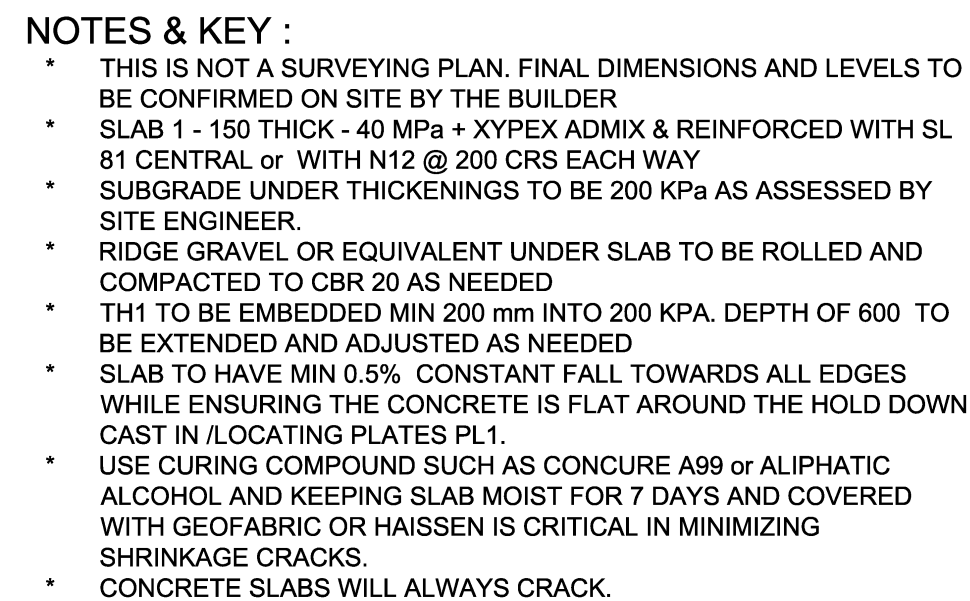 NOTES & KEY :
* THIS IS NOT A SURVEYING PLAN. FINAL DIMENSIONS AND LEVELS TO
BE CONFIRMED ON SITE BY THE BUILDER
* SLAB 1 - 150 THICK - 40 MPa + XYPEX ADMIX & REINFORCED WITH SL
81 CENTRAL or WITH N12 @ 200 CRS EACH WAY
* SUBGRADE UNDER THICKENINGS TO BE 200 KPa AS ASSESSED BY
SITE ENGINEER.
* RIDGE GRAVEL OR EQUIVALENT UNDER SLAB TO BE ROLLED AND
COMPACTED TO CBR 20 AS NEEDED
* TH1 TO BE EMBEDDED MIN 200 mm INTO 200 KPA. DEPTH OF 600 TO
BE EXTENDED AND ADJUSTED AS NEEDED
* SLAB TO HAVE MIN 0.5% CONSTANT FALL TOWARDS ALL EDGES
WHILE ENSURING THE CONCRETE IS FLAT AROUND THE HOLD DOWN
CAST IN /LOCATING PLATES PL1.
* USE CURING COMPOUND SUCH AS CONCURE A99 or ALIPHATIC
ALCOHOL AND KEEPING SLAB MOIST FOR 7 DAYS AND COVERED
WITH GEOFABRIC OR HAISSEN IS CRITICAL IN MINIMIZING
SHRINKAGE CRACKS.
* CONCRETE SLABS WILL ALWAYS CRACK.